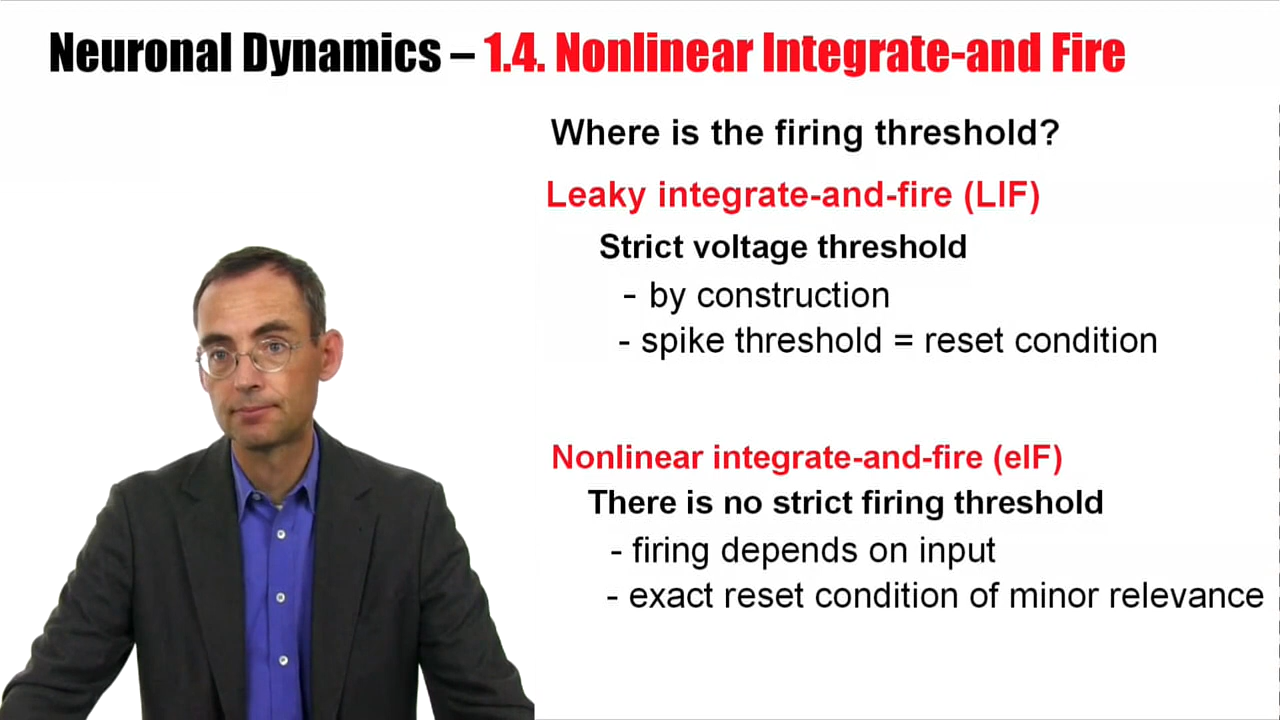 Neuronal Dynamics – 1.4. Nonlinear Integrate-and Fire
Where is the firing threshold?
Leaky integrate-and-fire (LIF)
Strict voltage threshold
- by construction
- spike threshold = reset condition
Nonlinear integrate-and-fire (eIF)
There is no strict firing threshold
- firing depends on input
- exact reset condition of minor relevance